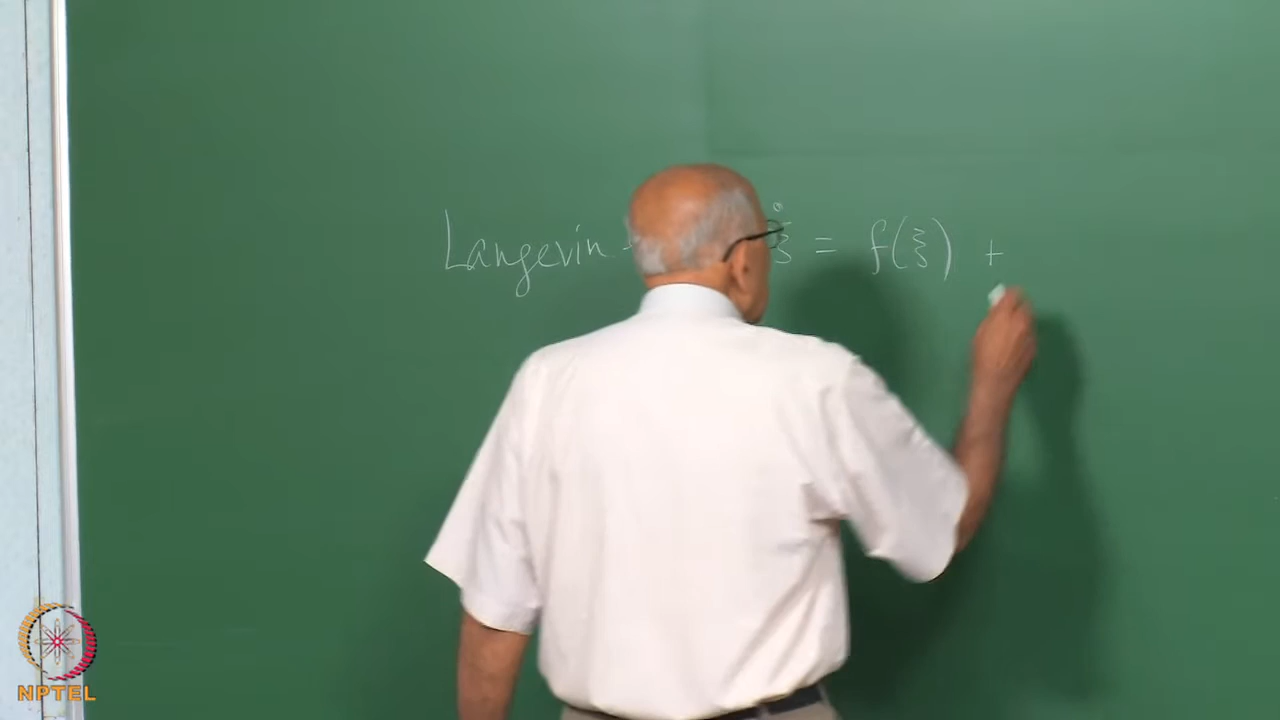 Langevin ξ̇ = f(ξ) +
NPTEL